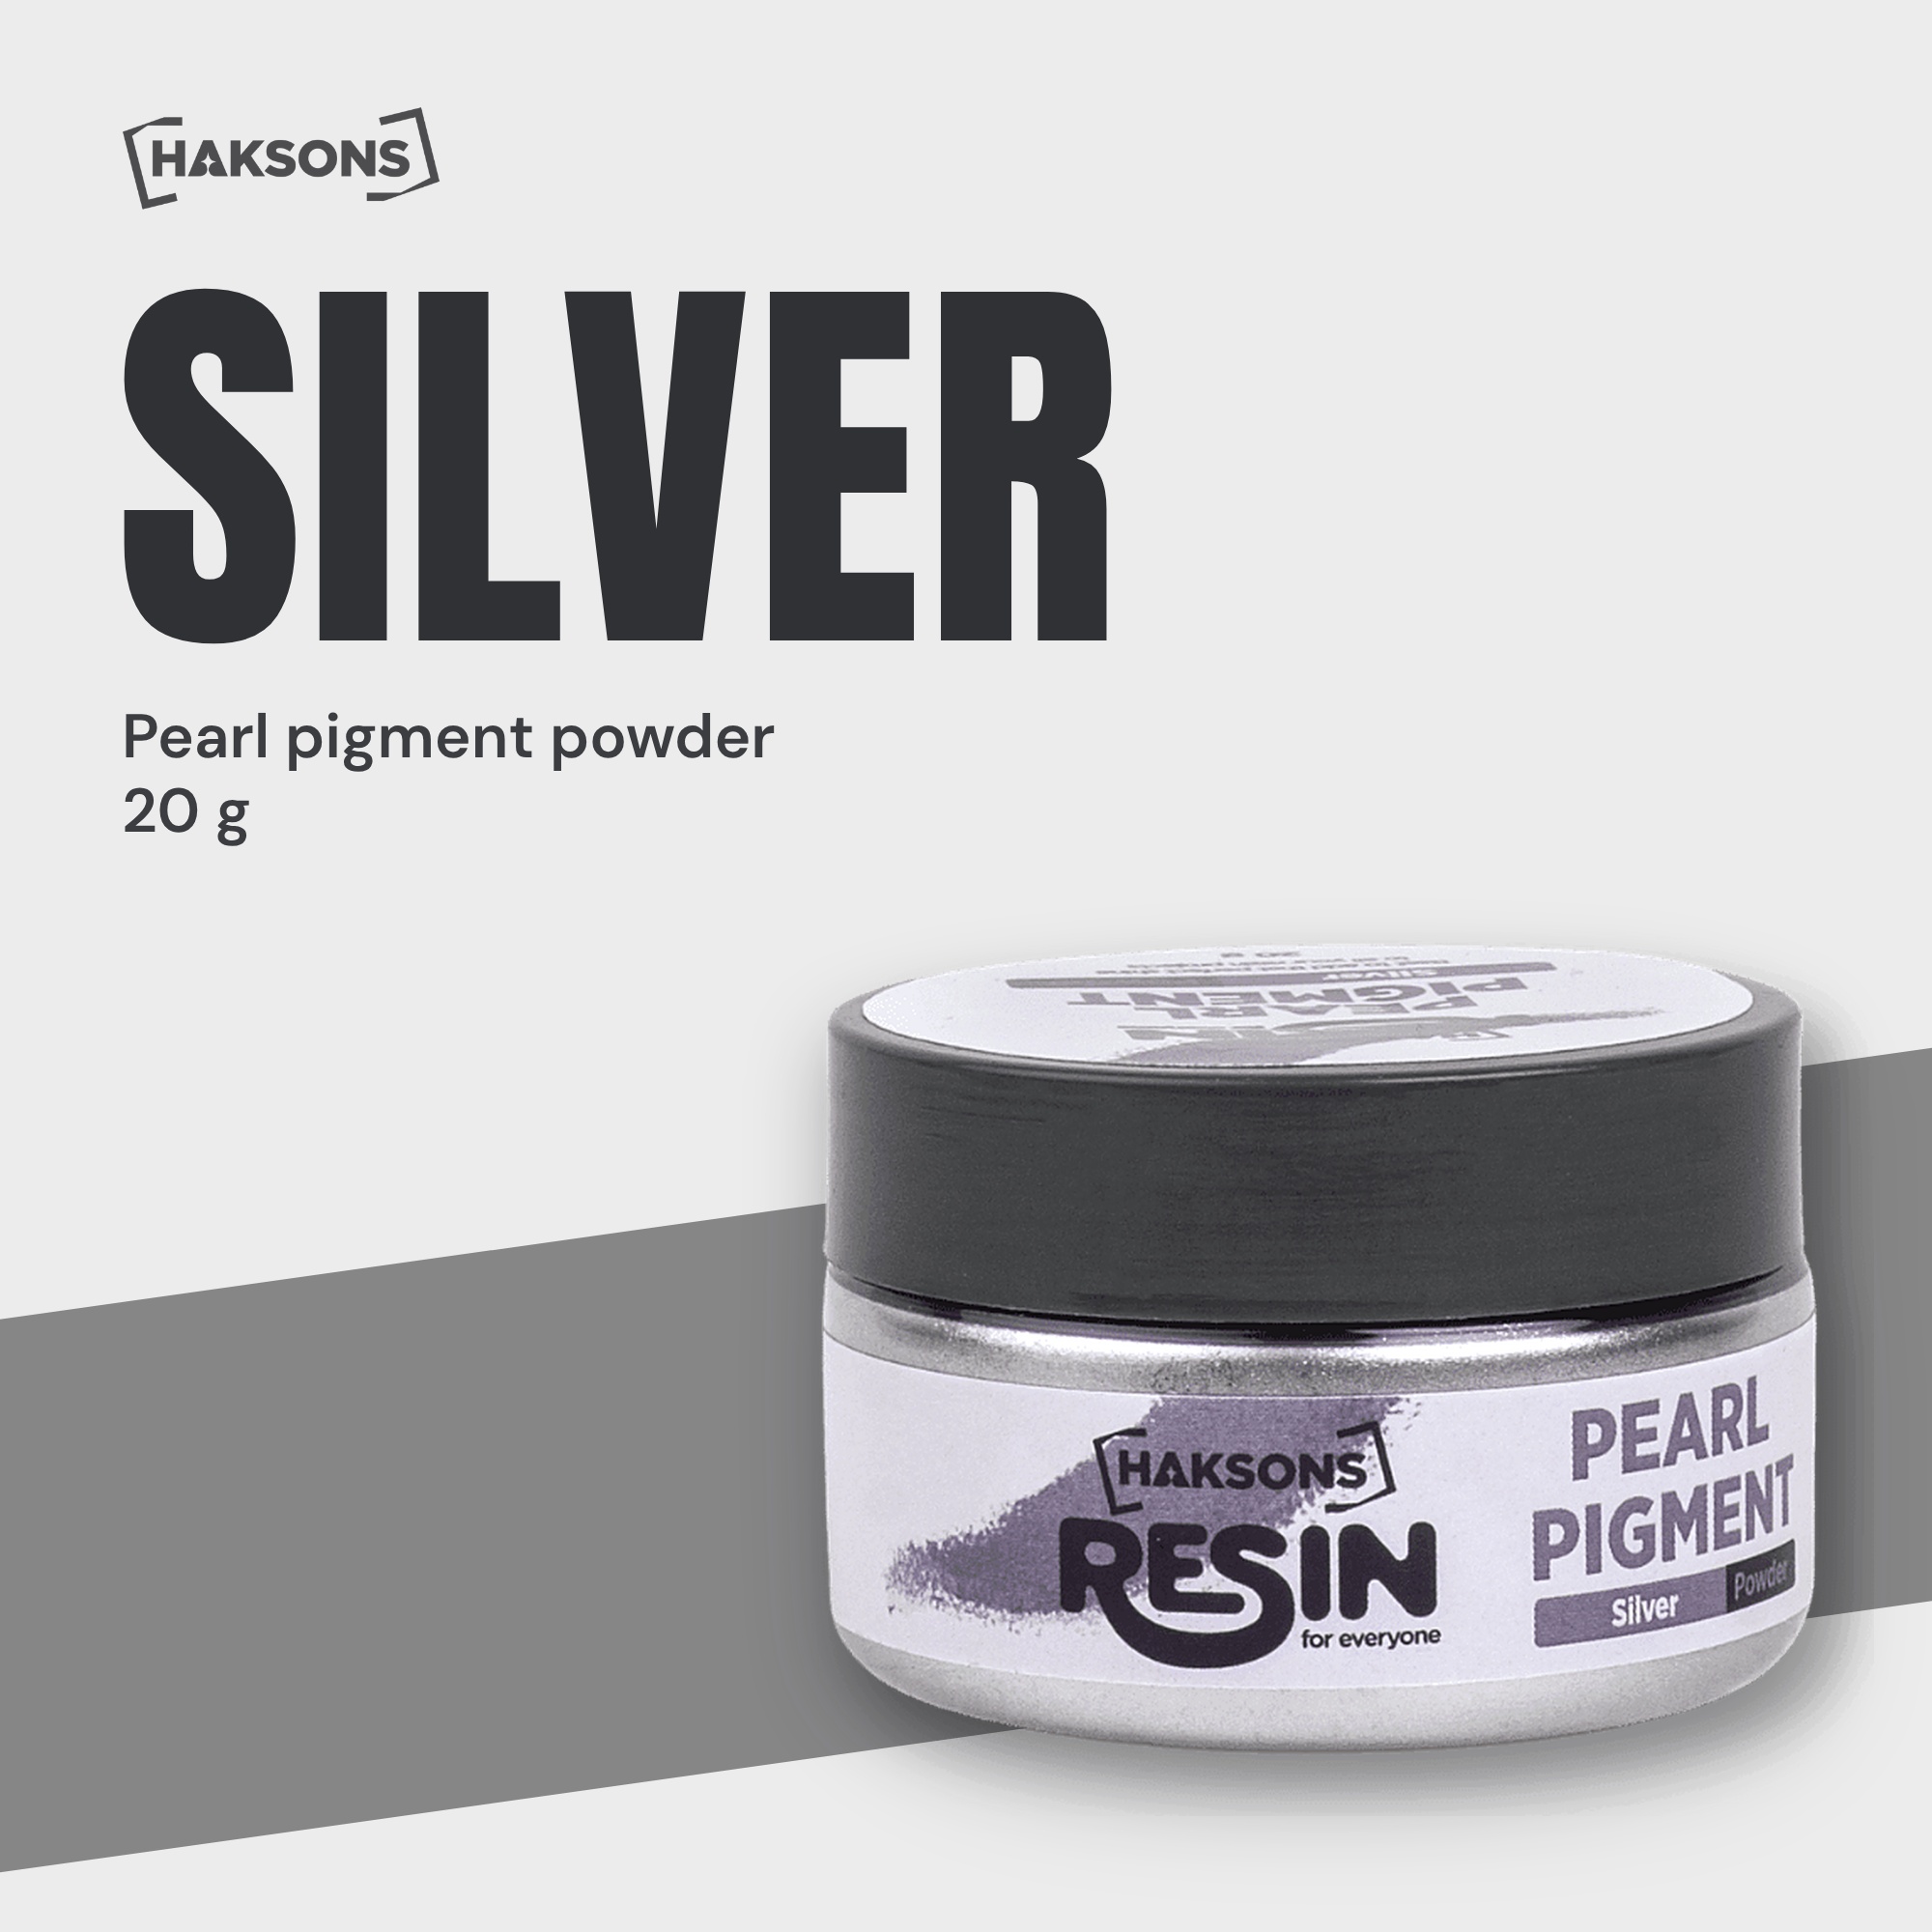 HAKSONS
SILVER
Pearl pigment powder
20 g
Silver
PIGMENT
PEARL
HAKSONS
RESIN
for everyone
PEARL
PIGMENT
Silver Powder